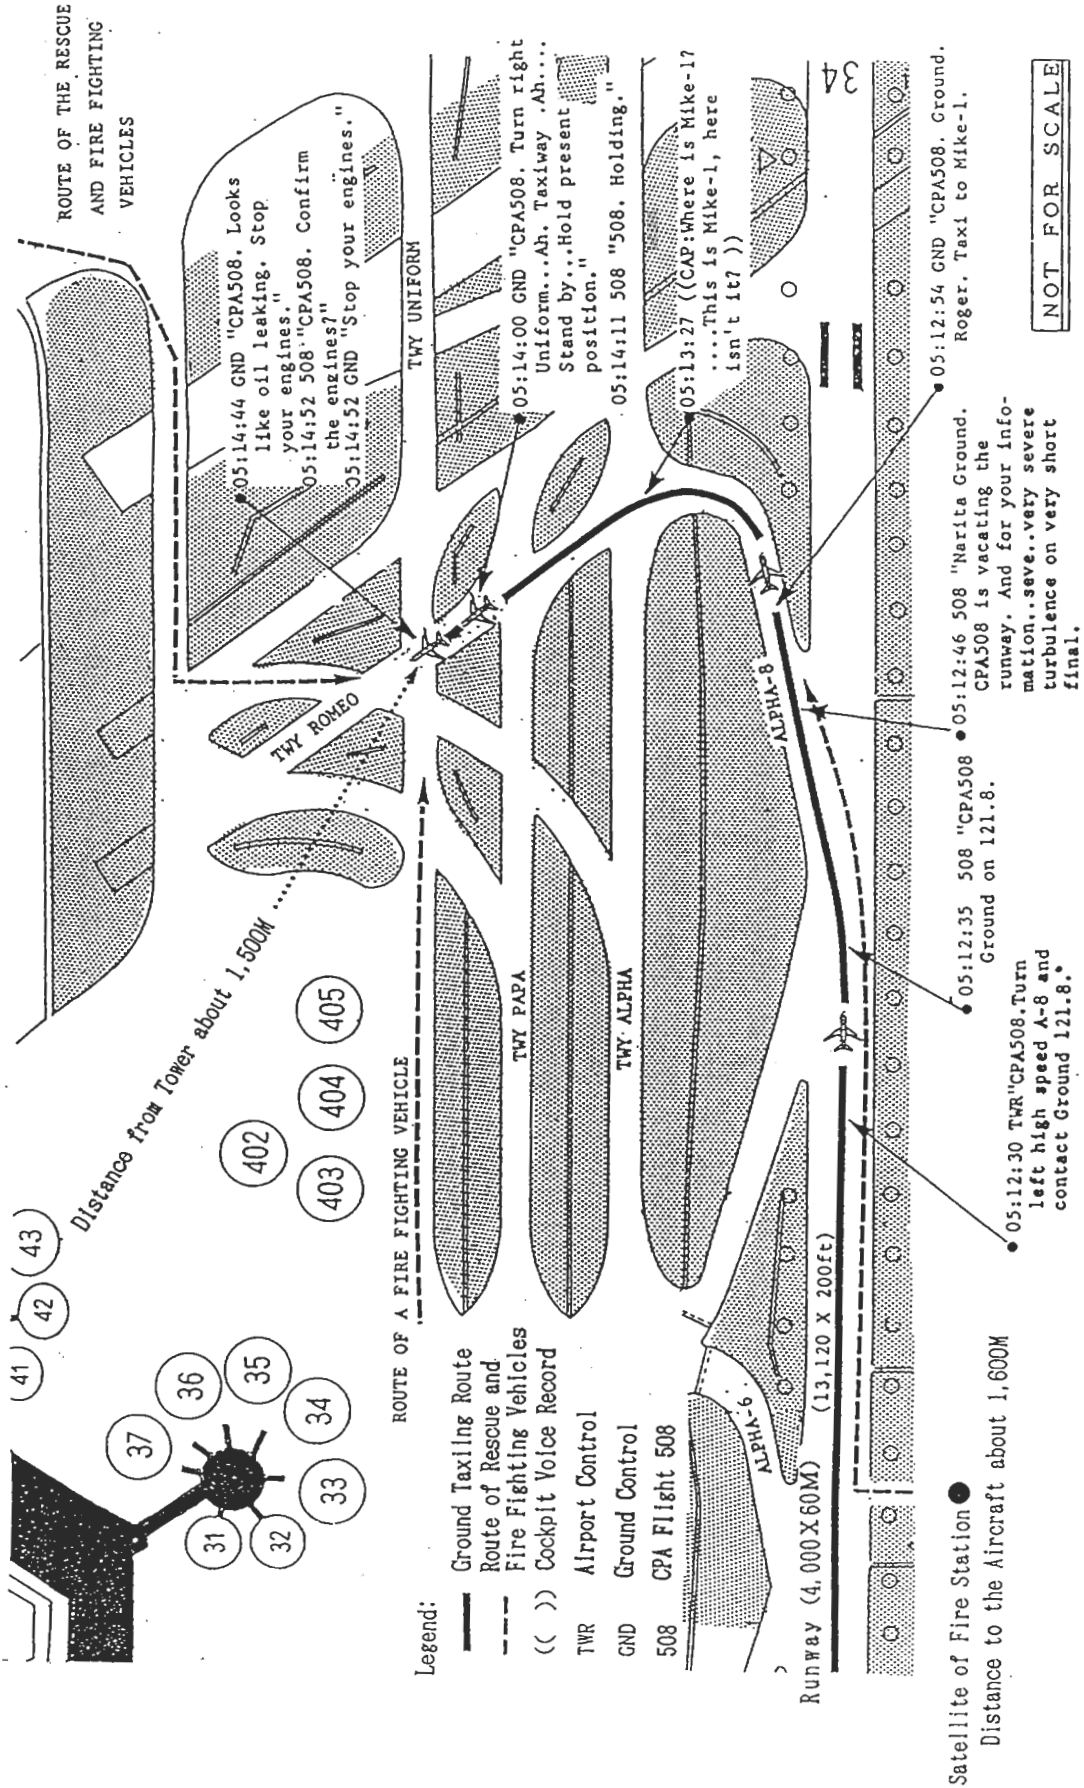 ROUTE OF THE RESCUE
AND FIRE FIGHTING
VEHICLES
05:14:44 GND "CPA508. Looks
like oil leaking. Stop
your engines."
05:14:52 508 "CPA508. Confirm
the engines?"
05:14:52 GND "Stop your engines."
TWY UNIFORM
05:14:00 GND "CPA508. Turn right
Uniform...Ah. Taxiway .Ah....
Stand by...Hold present
position."
05:14:11 508 "508. Holding."
05:13:27 ((CAP:Where is Mike-1?
....This is Mike-1, here
isn't it? ))
34
05:12:54 GND "CPA508. Ground.
Roger. Taxi to Mike-1.
NOT FOR SCALE
05:12:46 508 "Narita Ground.
CPA508 is vacating the
runway. And for your info-
mation..seve..very severe
turbulence on very short
final.
05:12:35 508 "CPA508
Ground on 121.8.
05:12:30 TWR"CPA508.Turn
left high speed A-8 and
contact Ground 121.8."
TWY ROMEO
ALPHA-8
TWY PAPA
TWY ALPHA
ALPHA-6
Distance from Tower about 1,500M
ROUTE OF A FIRE FIGHTING VEHICLE
405
404
402
403
43
42
41
37
36
35
34
33
32
31
Legend:
Ground Taxiing Route
Route of Rescue and
Fire Fighting Vehicles
(( )) Cockpit Voice Record
TWR Airport Control
GND Ground Control
508 CPA Flight 508
Runway (4,000X60M) (13,120 X 200ft)
Satellite of Fire Station
Distance to the Aircraft about 1,600M